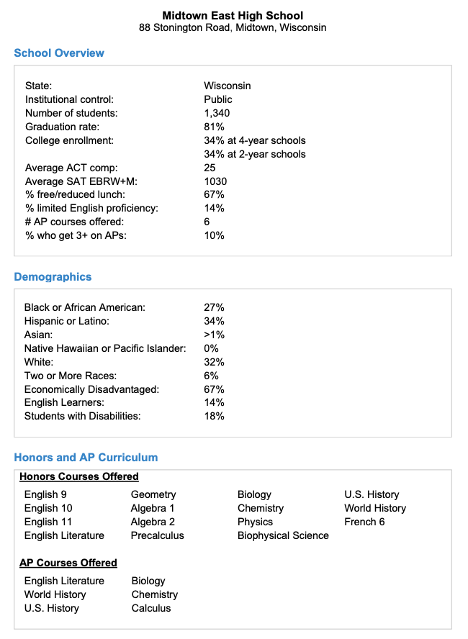 Midtown East High School
88 Stonington Road, Midtown, Wisconsin
School Overview
State: Wisconsin
Institutional control: Public
Number of students: 1,340
Graduation rate: 81%
College enrollment: 34% at 4-year schools
34% at 2-year schools
Average ACT comp: 25
Average SAT EBRW+M: 1030
% free/reduced lunch: 67%
% limited English proficiency: 14%
# AP courses offered: 6
% who get 3+ on APs: 10%
Demographics
Black or African American: 27%
Hispanic or Latino: 34%
Asian: >1%
Native Hawaiian or Pacific Islander: 0%
White: 32%
Two or More Races: 6%
Economically Disadvantaged: 67%
English Learners: 14%
Students with Disabilities: 18%
Honors and AP Curriculum
Honors Courses Offered
English 9 Geometry Biology U.S. History
English 10 Algebra 1 Chemistry World History
English 11 Algebra 2 Physics French 6
English Literature Precalculus Biophysical Science
AP Courses Offered
English Literature Biology
World History Chemistry
U.S. History Calculus